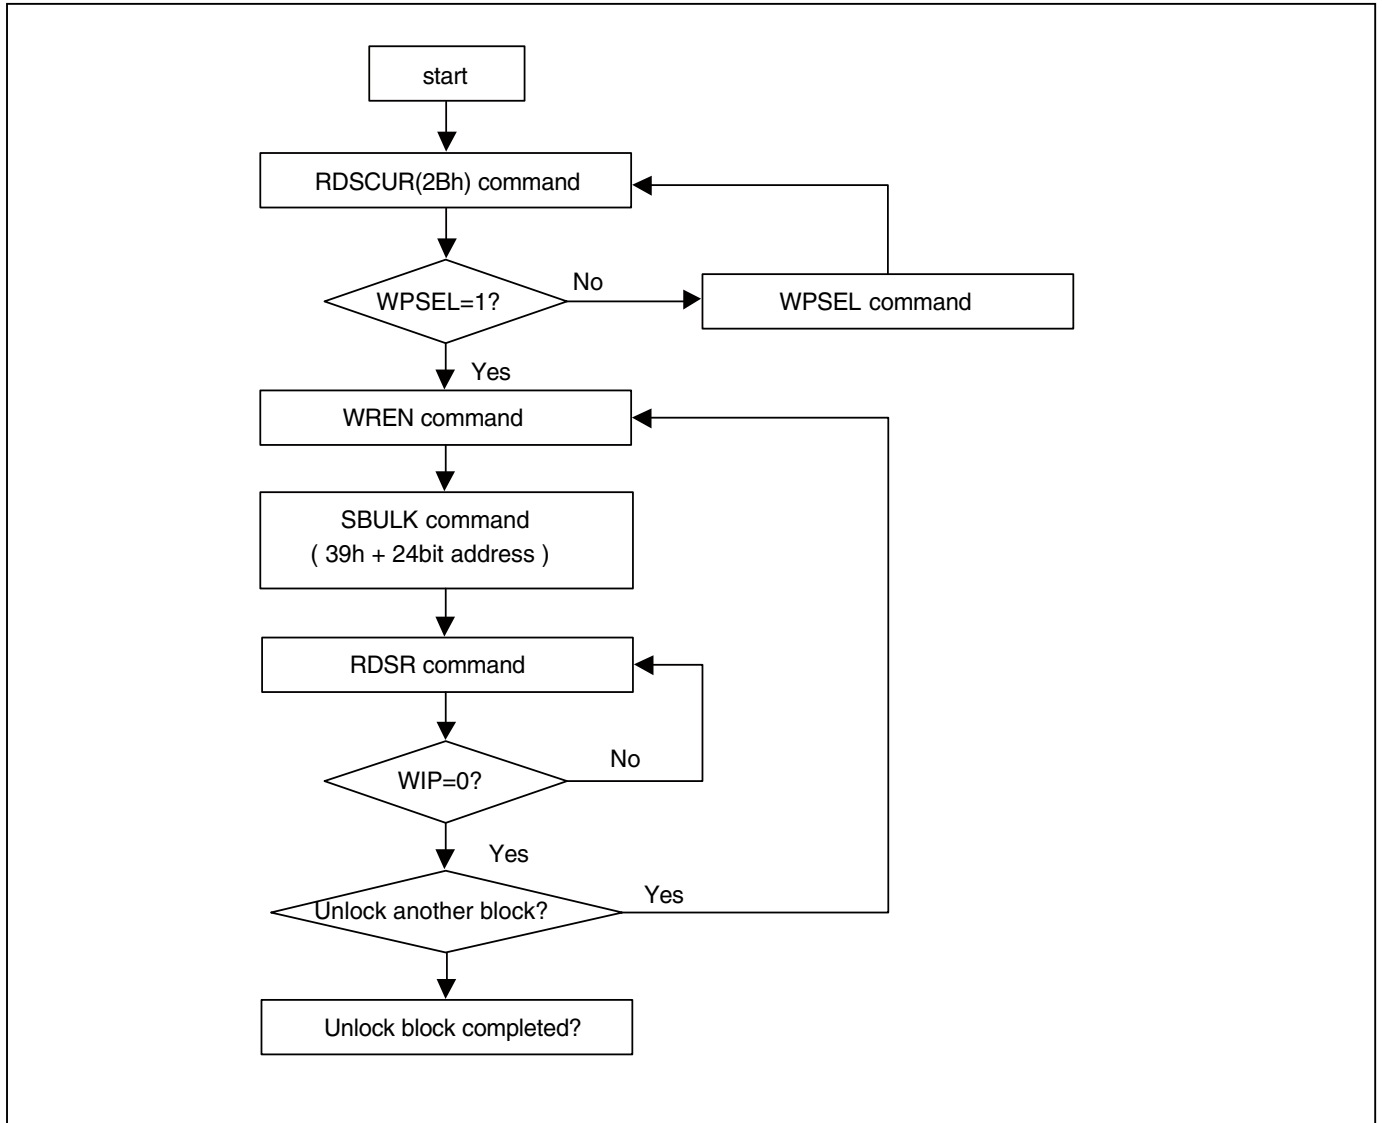 start
RDSCUR(2Bh) command
WPSEL=1?
No
WPSEL command
Yes
WREN command
SBULK command
( 39h + 24bit address )
RDSR command
WIP=0?
No
Yes
Unlock another block?
Yes
Unlock block completed?